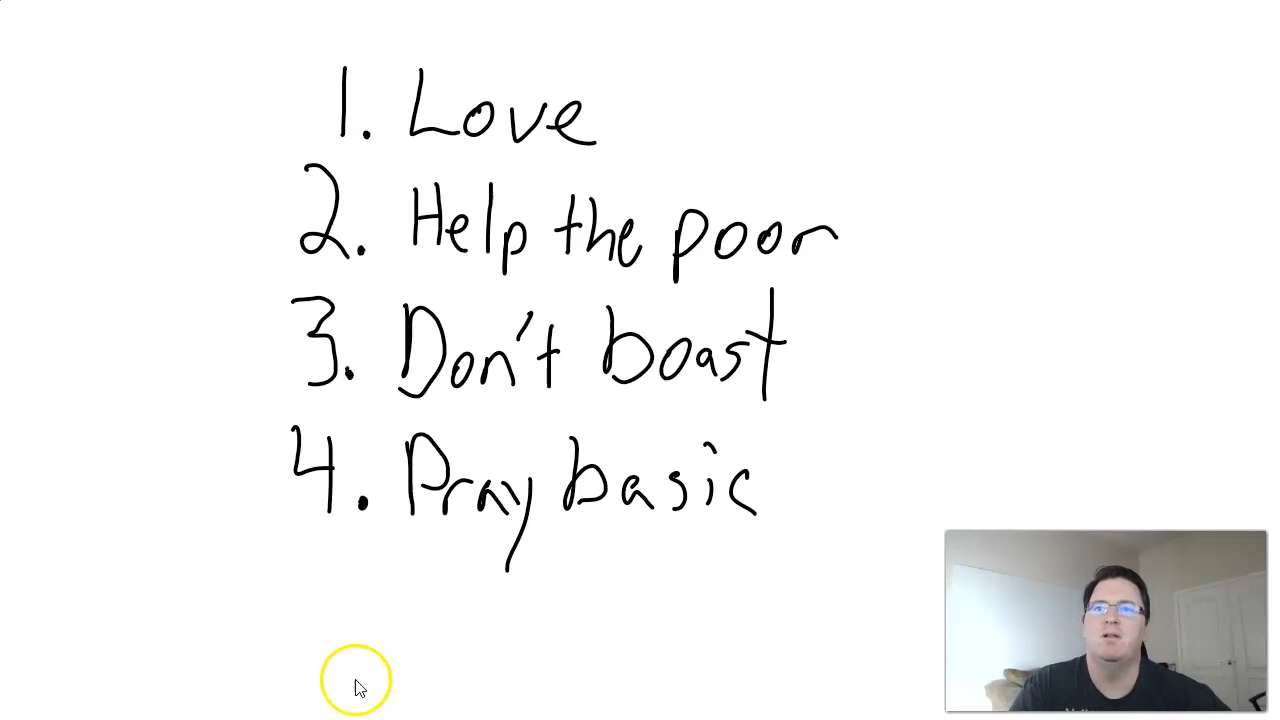 1. Love
2. Help the poor
3. Don't boast
4. Pray basic